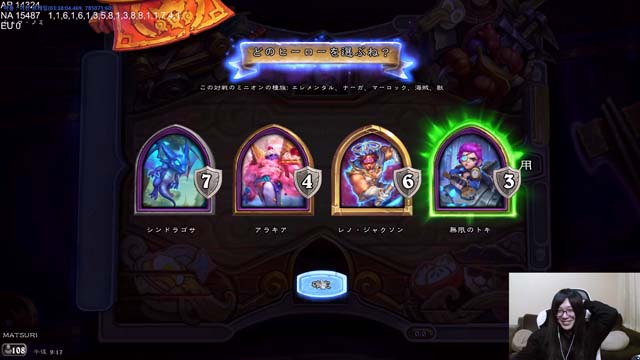 NA 15487 1,1,6,1,6,1,3,5,8,1,3,8,8,1,1,7,4,1
EU 0
どのヒーローを選ぶね？
この対戦のミニオンの種族: エレメンタル、ナーガ、マーロック、海賊、獣
用
7
4
6
3
シンドラゴサ
アラキア
レノ・ジャクソン
無限のトキ
MATSURI
108
午後 9:17